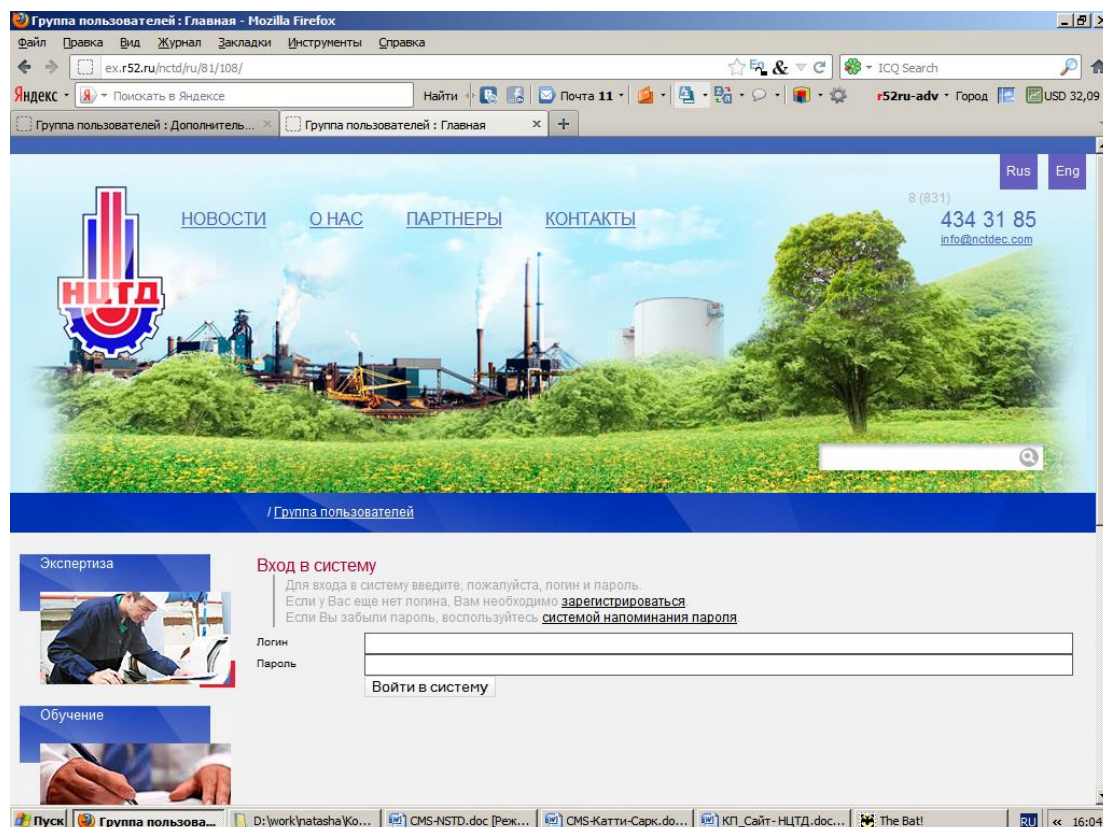 Группа пользователей : Главная - Mozilla Firefox
Файл Правка Вид Журнал Закладки Инструменты Справка
ex.r52.ru/nctd/ru/81/108/
ICQ Search
Яндекс Поискать в Яндексе Найти Почта 11 r52ru-adv Город USD 32,09
Группа пользователей : Дополнитель... Группа пользователей : Главная
Rus Eng
8 (831)
НОВОСТИ О НАС ПАРТНЕРЫ КОНТАКТЫ 434 31 85
info@nctdec.com
НЦТД
/ Группа пользователей
Экспертиза
Вход в систему
Для входа в систему введите, пожалуйста, логин и пароль.
Если у Вас еще нет логина, Вам необходимо зарегистрироваться.
Если Вы забыли пароль, воспользуйтесь системой напоминания пароля.
Логин
Пароль
Войти в систему
Обучение
Пуск Группа пользова... D:\work\natasha\Ко... CMS-NSTD.doc [Реж... CMS-Катти-Сарк.do... КП_Сайт- НЦТД.doc... The Bat! RU « 16:04